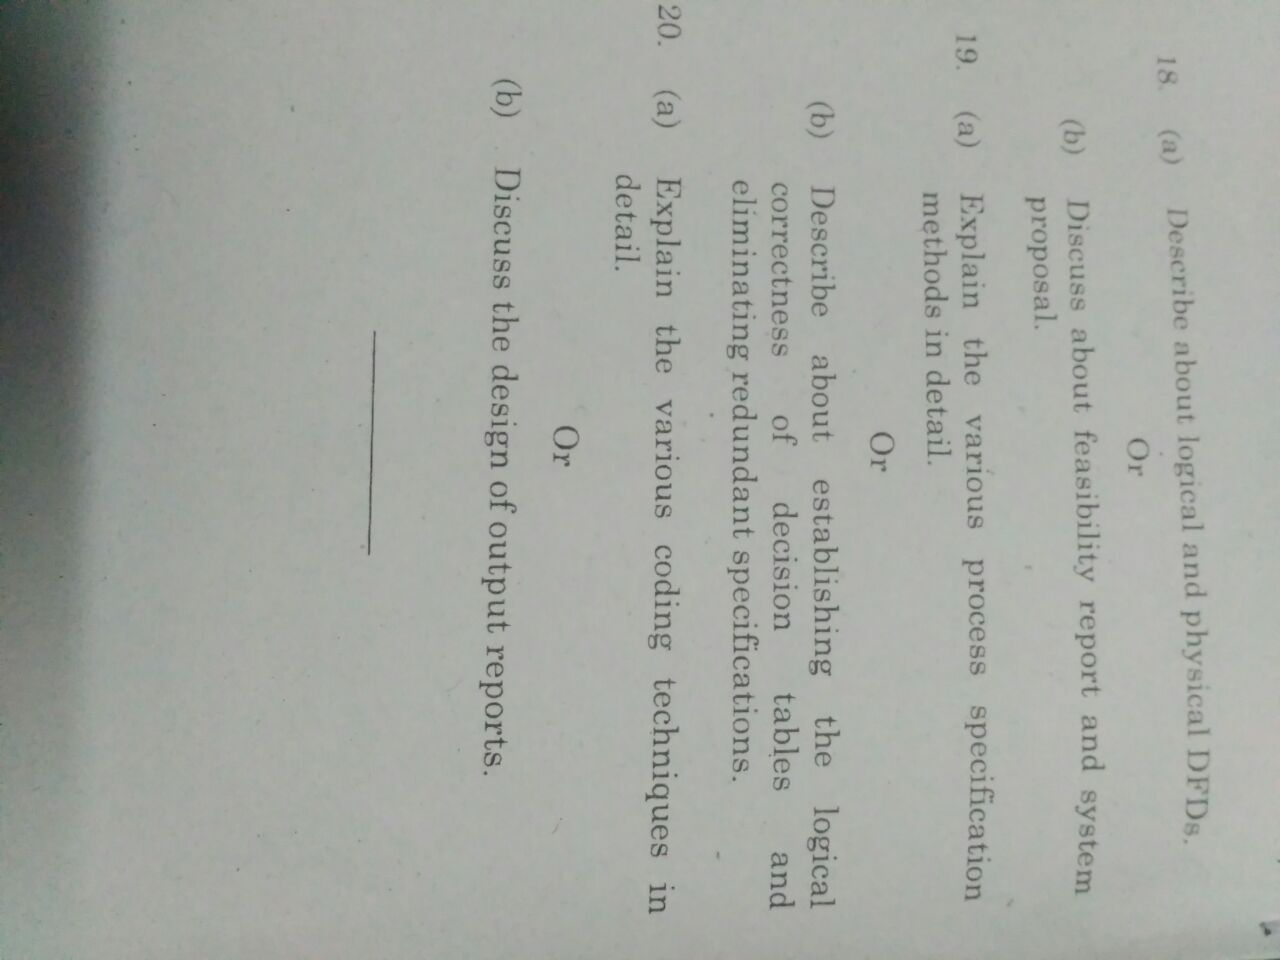 18. (a) Describe about logical and physical DFDs.
Or
(b) Discuss about feasibility report and system
proposal.
19. (a) Explain the various process specification
methods in detail.
Or
(b) Describe about establishing the logical
correctness of decision tables and
eliminating redundant specifications.
20. (a) Explain the various coding techniques in
detail.
Or
(b) Discuss the design of output reports.